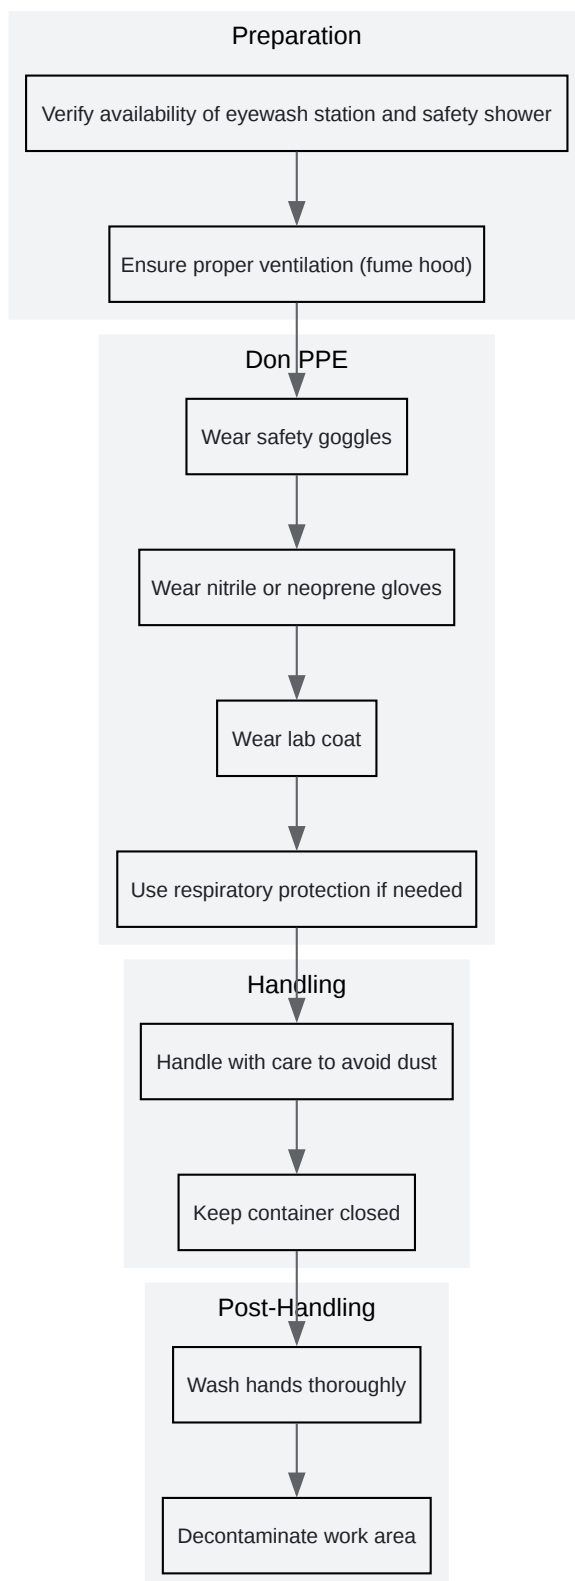 Preparation
Verify availability of eyewash station and safety shower
Ensure proper ventilation (fume hood)
Don PPE
Wear safety goggles
Wear nitrile or neoprene gloves
Wear lab coat
Use respiratory protection if needed
Handling
Handle with care to avoid dust
Keep container closed
Post-Handling
Wash hands thoroughly
Decontaminate work area